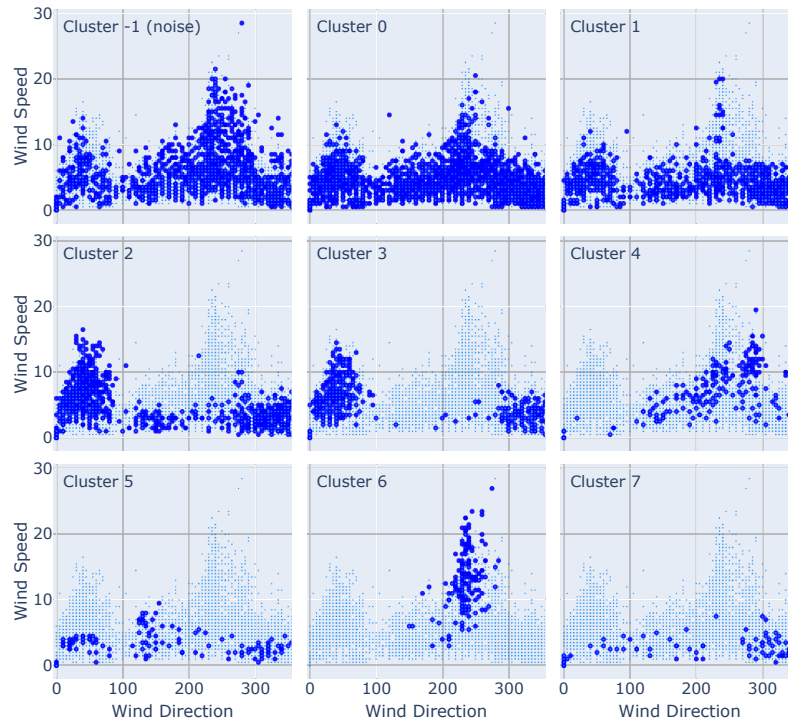 30 Cluster -1 (noise) Cluster 0 Cluster 1
20
Wind Speed
10
0
30 Cluster 2 Cluster 3 Cluster 4
20
Wind Speed
10
0
30 Cluster 5 Cluster 6 Cluster 7
20
Wind Speed
10
0
0 100 200 300 0 100 200 300 0 100 200 300
Wind Direction Wind Direction Wind Direction